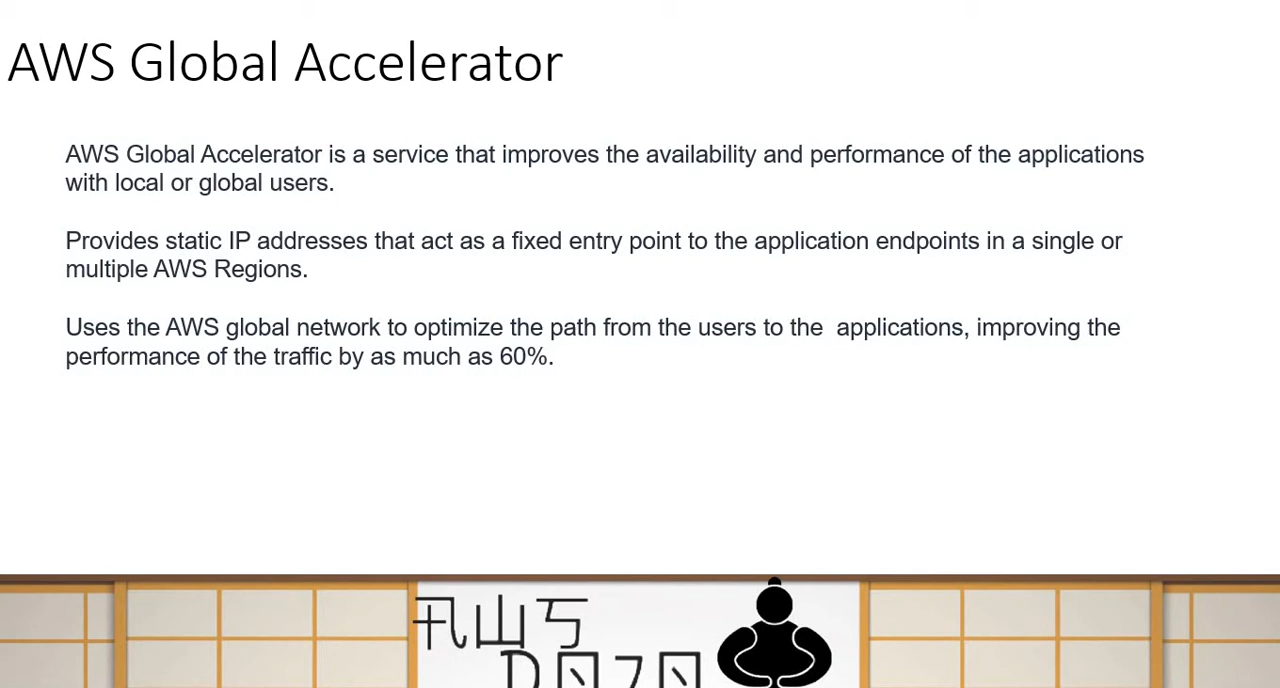 AWS Global Accelerator
AWS Global Accelerator is a service that improves the availability and performance of the applications
with local or global users.
Provides static IP addresses that act as a fixed entry point to the application endpoints in a single or
multiple AWS Regions.
Uses the AWS global network to optimize the path from the users to the  applications, improving the
performance of the traffic by as much as 60%.